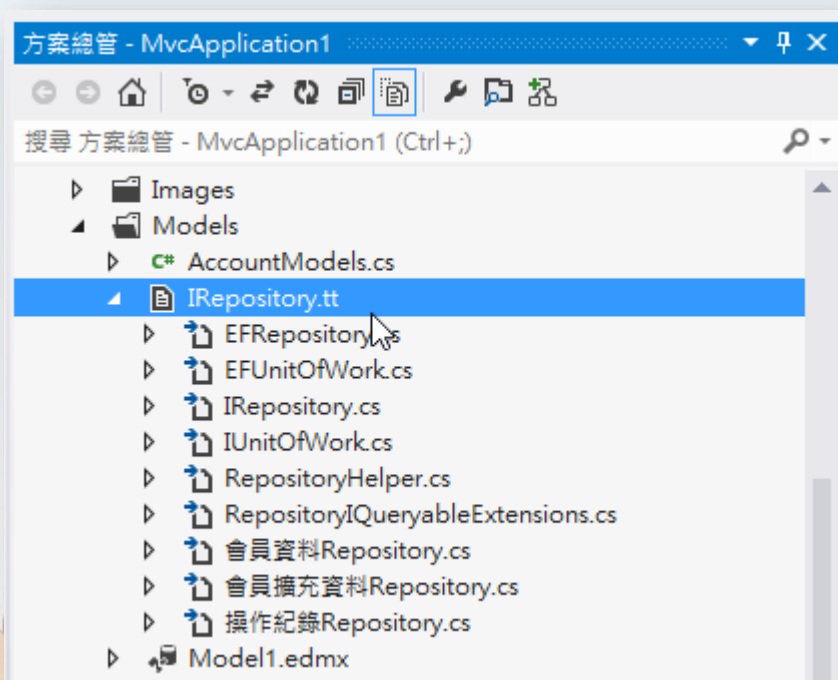 方案總管 - MvcApplication1
搜尋 方案總管 - MvcApplication1 (Ctrl+;)
Images
Models
C# AccountModels.cs
IRepository.tt
EFRepository.cs
EFUnitOfWork.cs
IRepository.cs
IUnitOfWork.cs
RepositoryHelper.cs
RepositoryIQueryableExtensions.cs
會員資料Repository.cs
會員擴充資料Repository.cs
操作紀錄Repository.cs
Model1.edmx